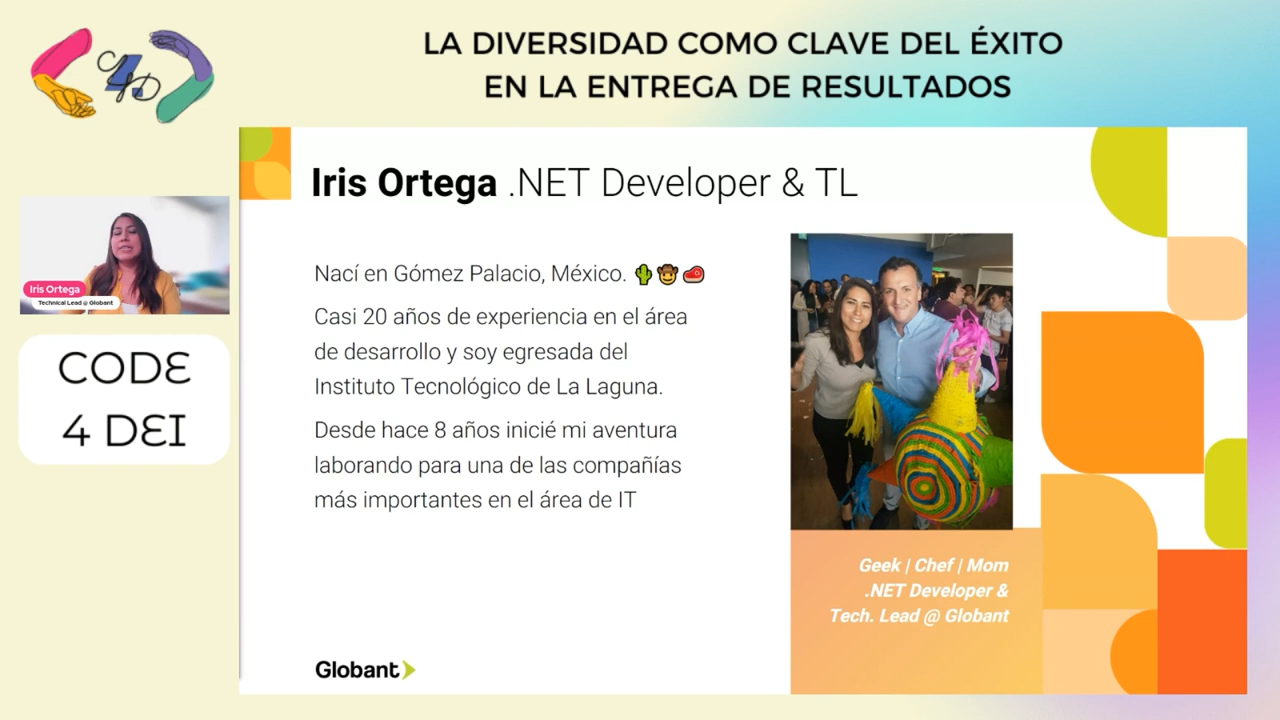 LA DIVERSIDAD COMO CLAVE DEL ÉXITO
EN LA ENTREGA DE RESULTADOS
Iris Ortega .NET Developer & TL
Nací en Gómez Palacio, México. 🌵🤠🥩
Casi 20 años de experiencia en el área
de desarrollo y soy egresada del
Instituto Tecnológico de La Laguna.
Desde hace 8 años inicié mi aventura
laborando para una de las compañías
más importantes en el área de IT
Iris Ortega
Technical Lead @ Globant
CODE
4 DEI
Geek | Chef | Mom
.NET Developer &
Tech. Lead @ Globant
Globant